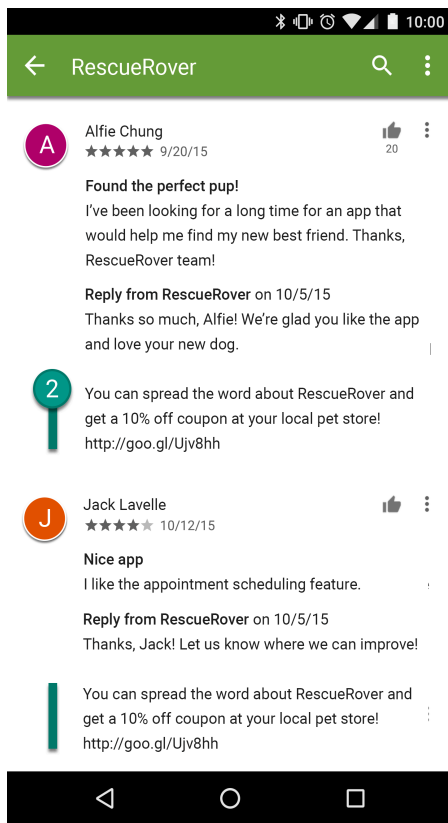 10:00
RescueRover
A
Alfie Chung
9/20/15
20
Found the perfect pup!
I've been looking for a long time for an app that
would help me find my new best friend. Thanks,
RescueRover team!
Reply from RescueRover on 10/5/15
Thanks so much, Alfie! We're glad you like the app
and love your new dog.
2
You can spread the word about RescueRover and
get a 10% off coupon at your local pet store!
http://goo.gl/Ujv8hh
J
Jack Lavelle
10/12/15
Nice app
I like the appointment scheduling feature.
Reply from RescueRover on 10/5/15
Thanks, Jack! Let us know where we can improve!
You can spread the word about RescueRover and
get a 10% off coupon at your local pet store!
http://goo.gl/Ujv8hh